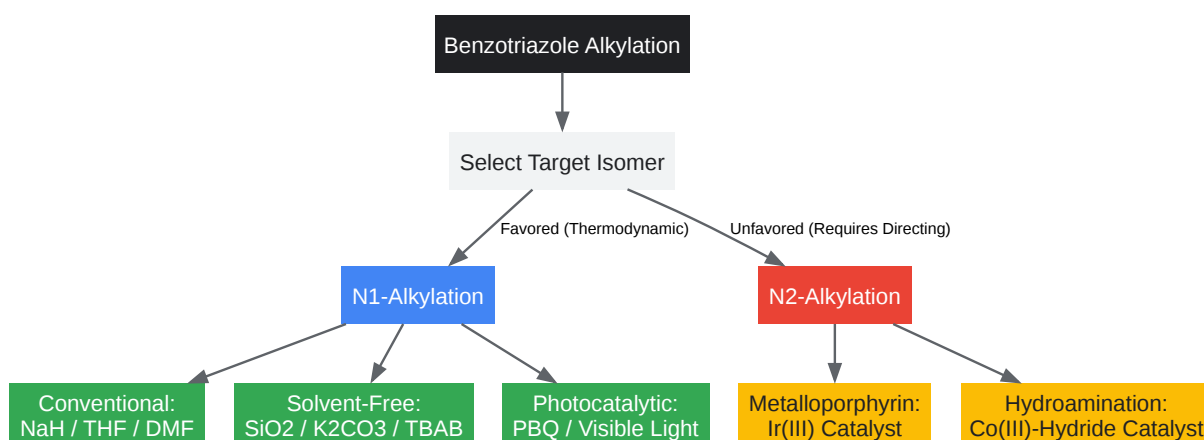 Benzotriazole Alkylation
Select Target Isomer
Favored (Thermodynamic)
Unfavored (Requires Directing)
N1-Alkylation
N2-Alkylation
Conventional:
NaH / THF / DMF
Solvent-Free:
SiO2 / K2CO3 / TBAB
Photocatalytic:
PBQ / Visible Light
Metalloporphyrin:
Ir(III) Catalyst
Hydroamination:
Co(III)-Hydride Catalyst